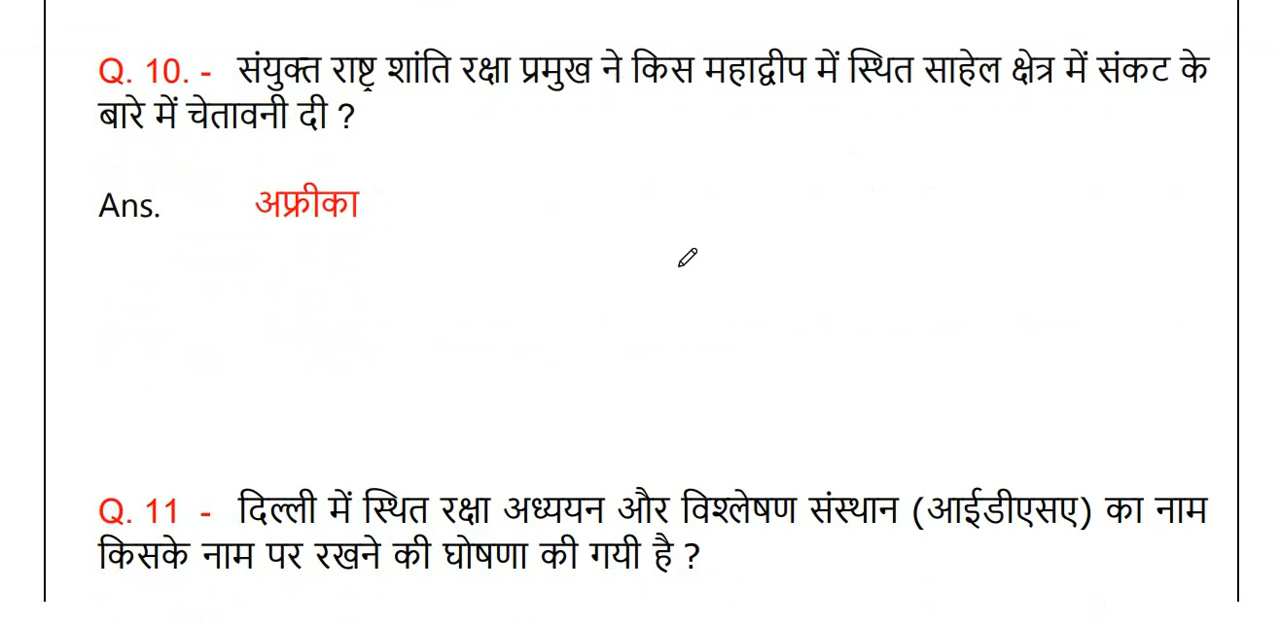 Q. 10. - संयुक्त राष्ट्र शांति रक्षा प्रमुख ने किस महाद्वीप में स्थित साहेल क्षेत्र में संकट के
बारे में चेतावनी दी ?
Ans. अफ्रीका
Q. 11 - दिल्ली में स्थित रक्षा अध्ययन और विश्लेषण संस्थान (आईडीएसए) का नाम
किसके नाम पर रखने की घोषणा की गयी है ?